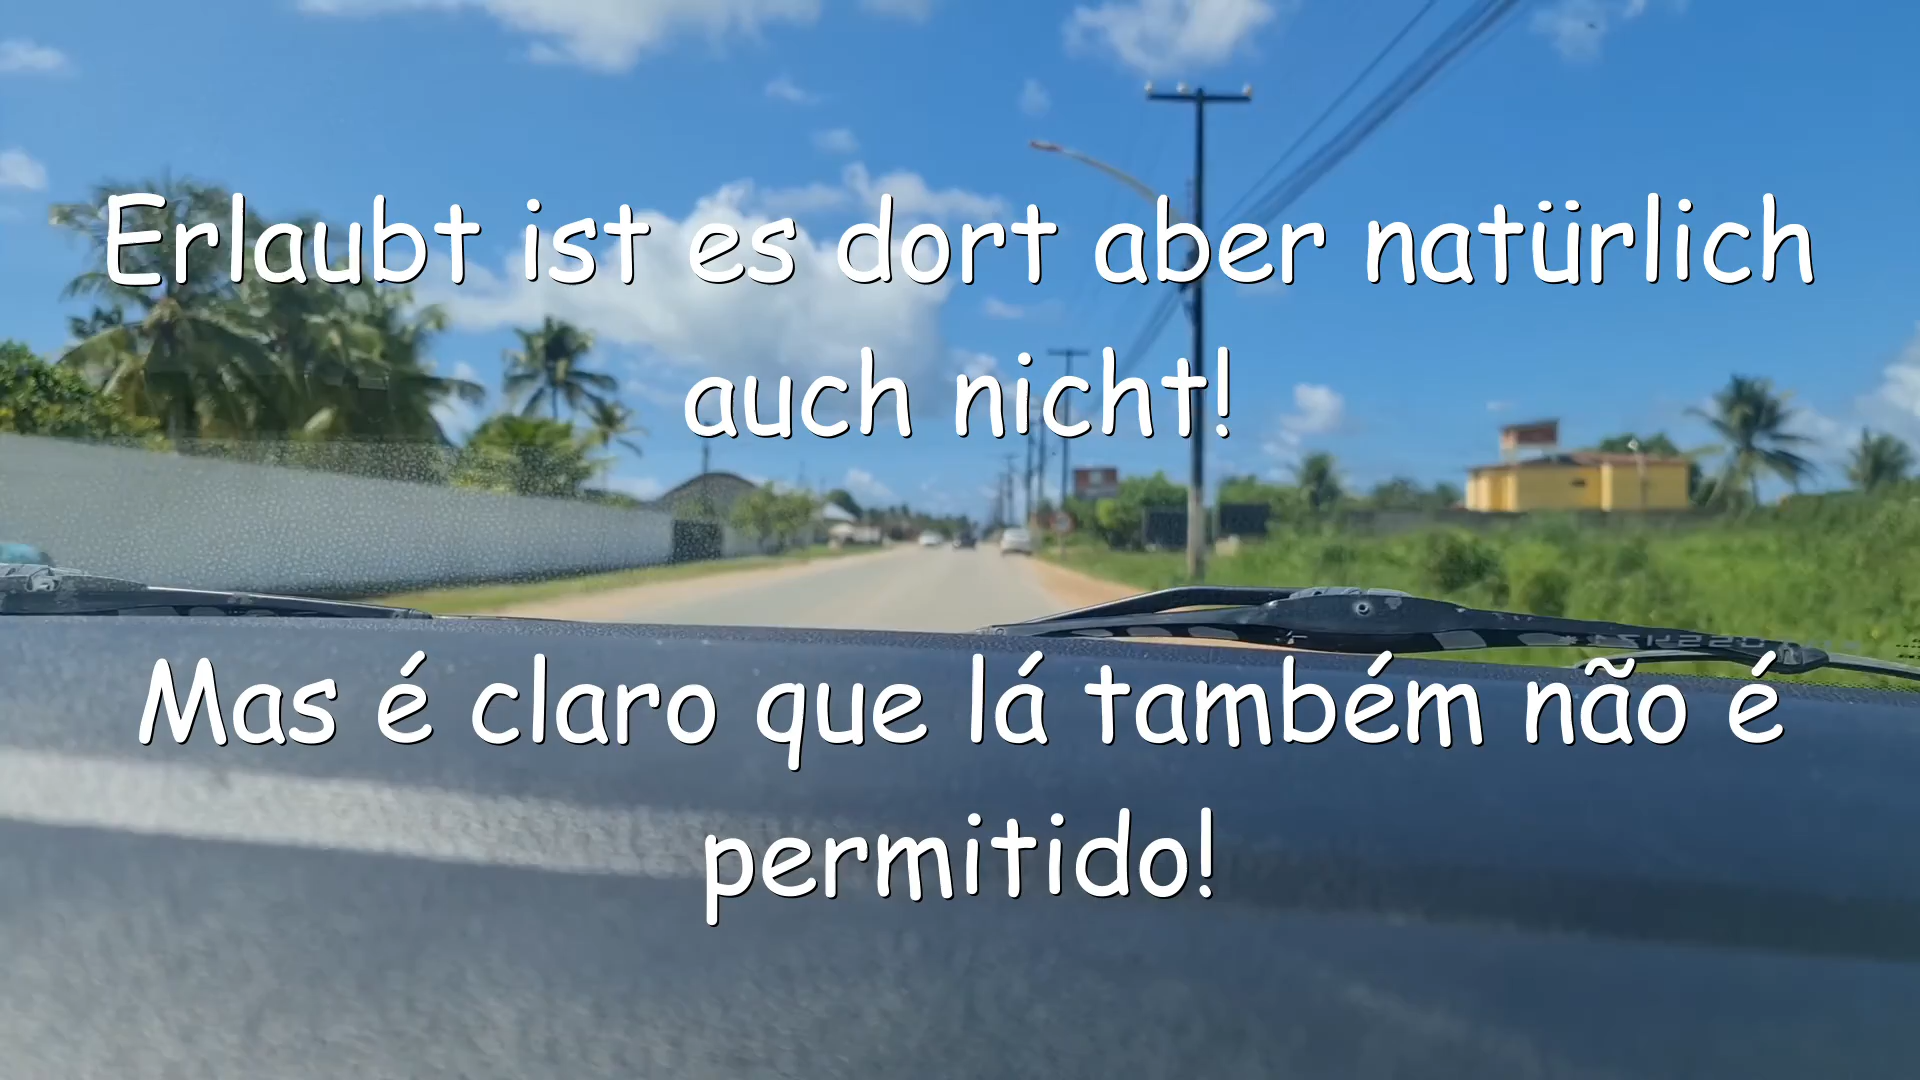 Erlaubt ist es dort aber natürlich
auch nicht!
Mas é claro que lá também não é
permitido!